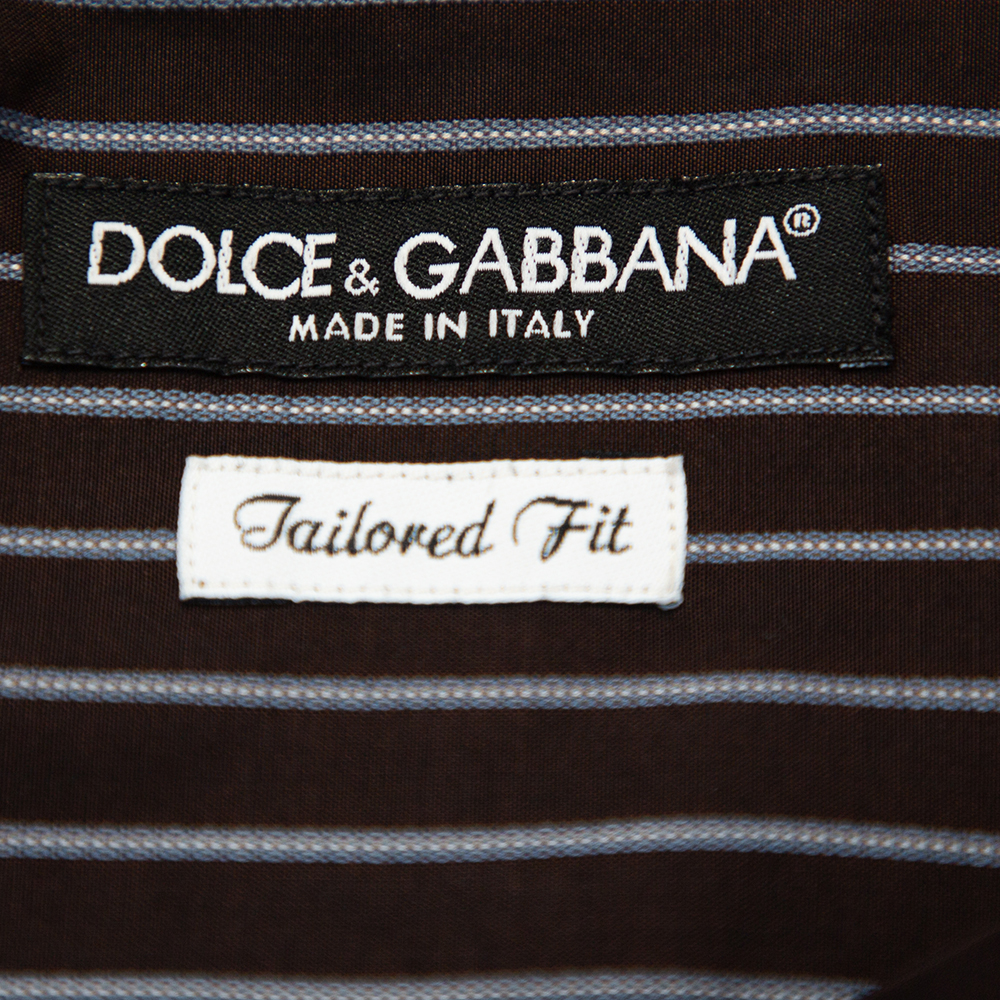 DOLCE & GABBANA®
MADE IN ITALY
Tailored Fit